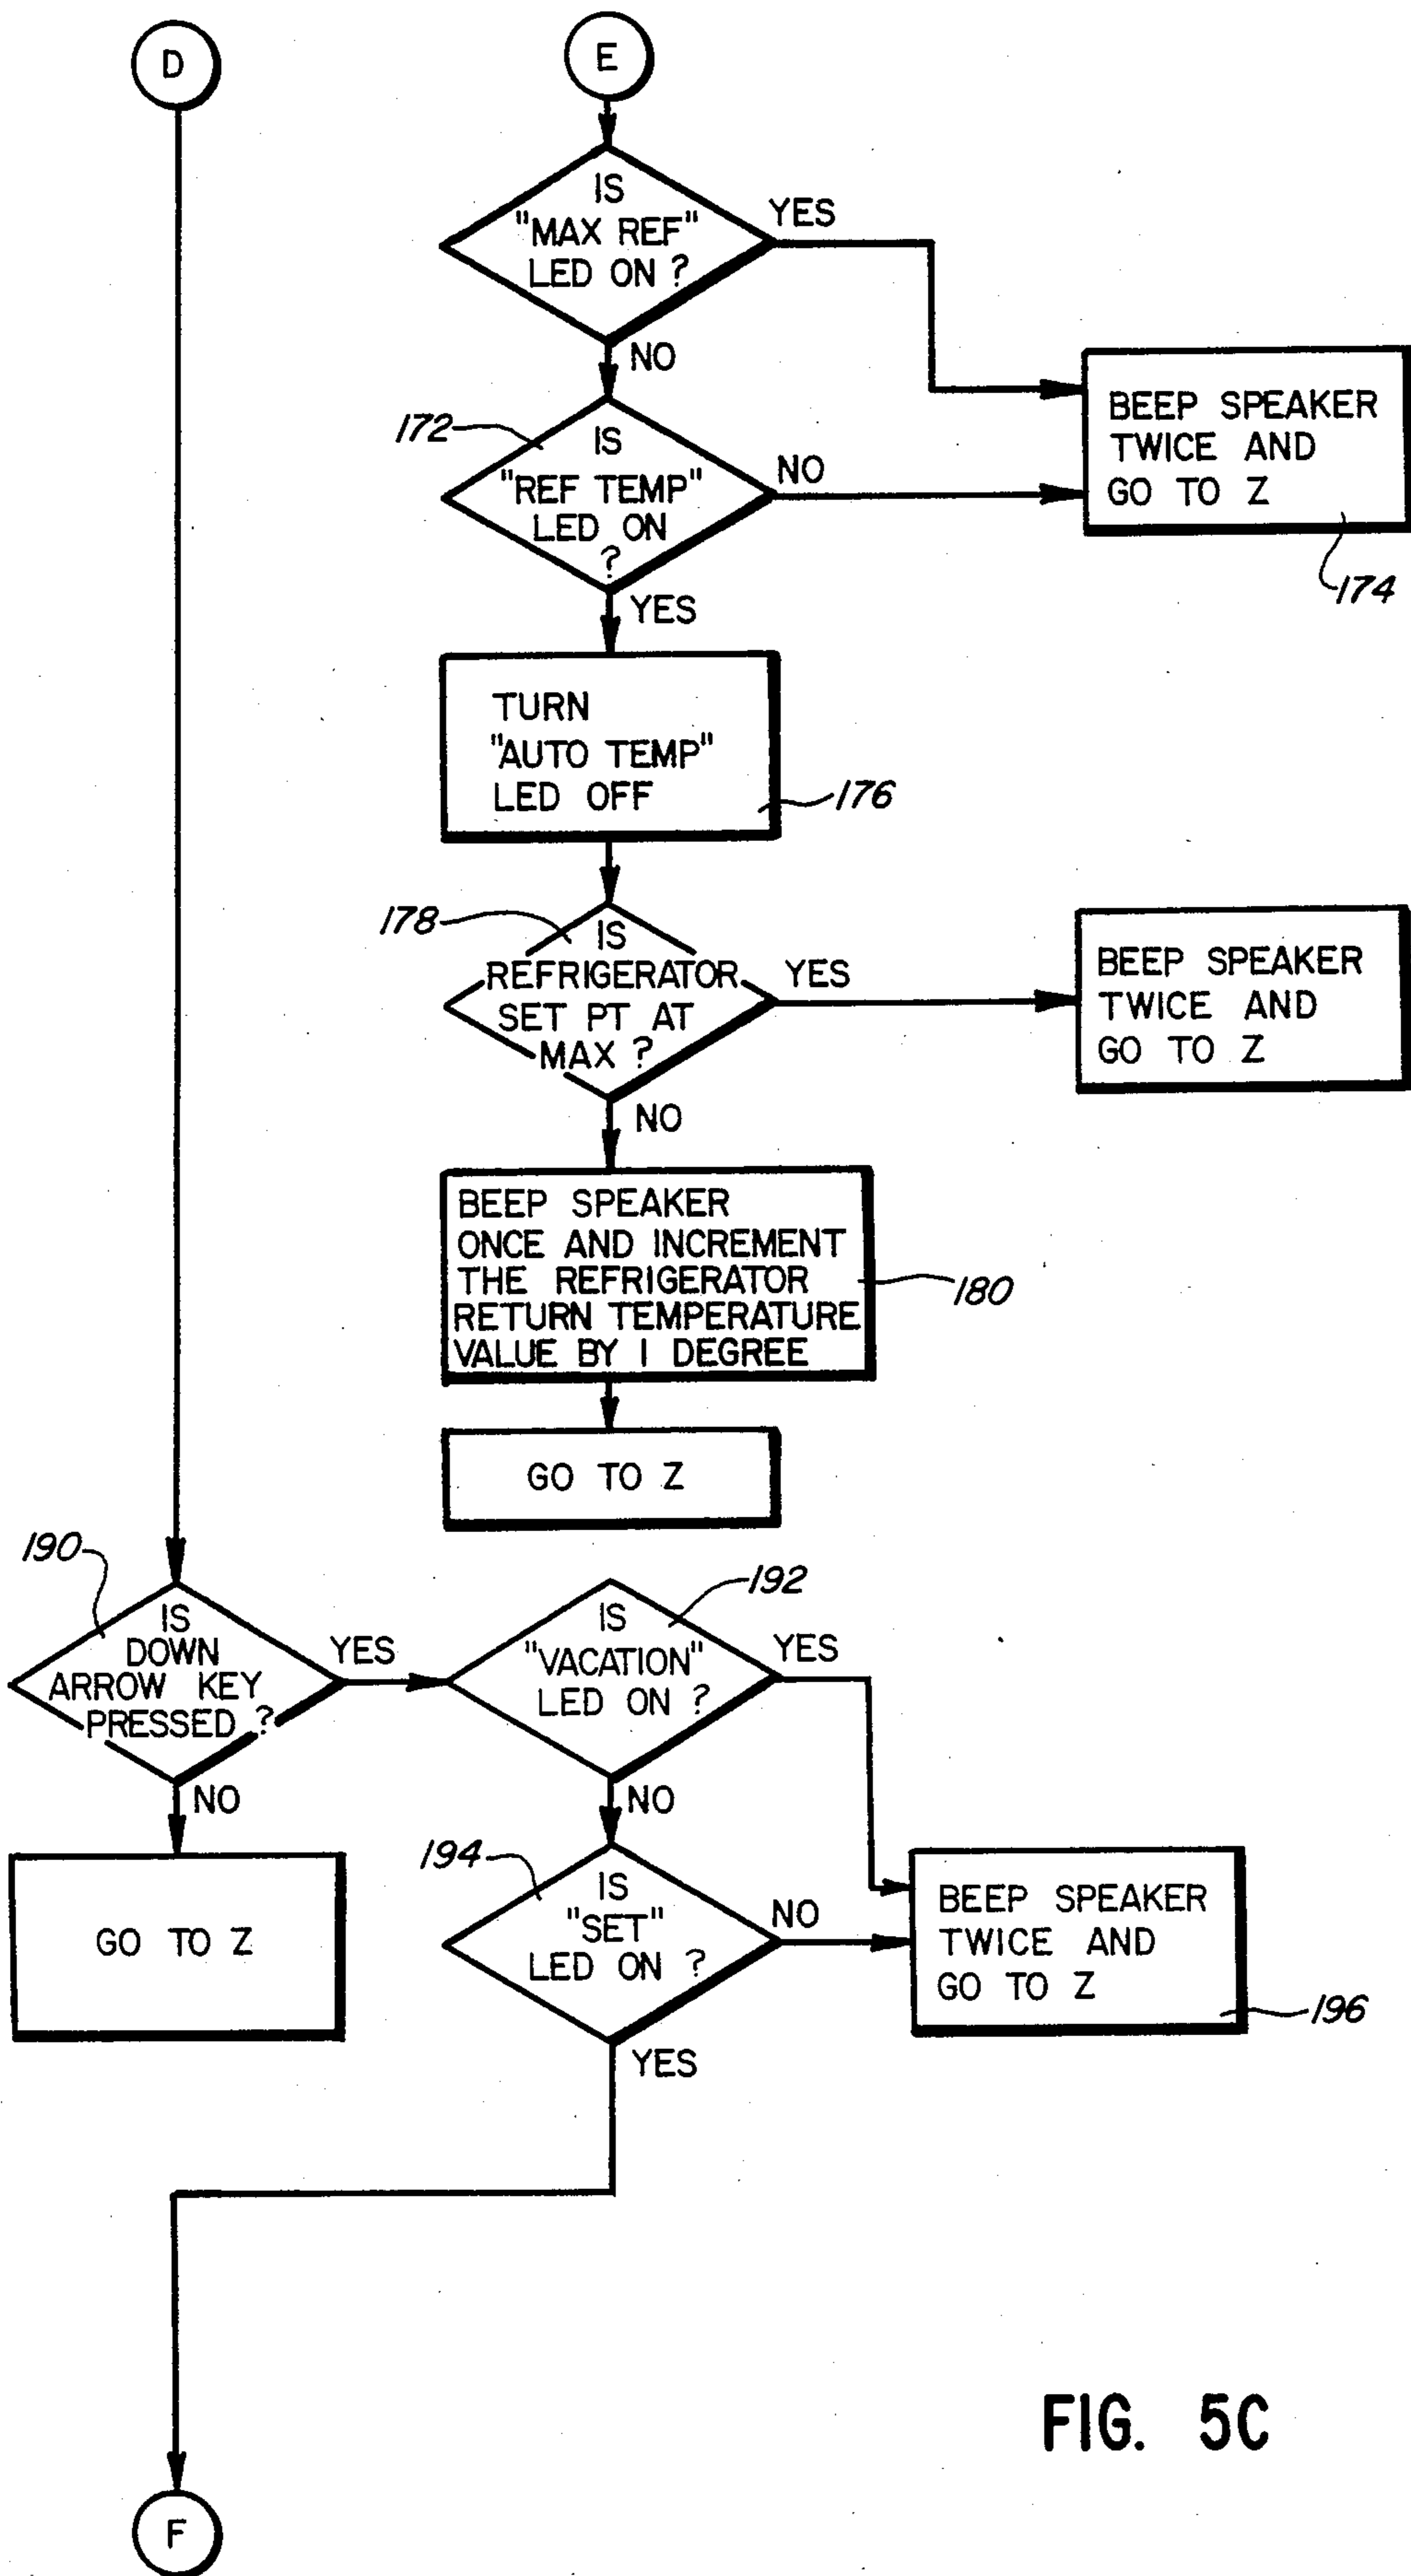 D
E
IS
"MAX REF"
LED ON ?
YES
NO
BEEP SPEAKER
TWICE AND
GO TO Z
174
172
IS
"REF TEMP"
LED ON
?
NO
YES
TURN
"AUTO TEMP"
LED OFF
176
178
IS
REFRIGERATOR
SET PT AT
MAX ?
YES
BEEP SPEAKER
TWICE AND
GO TO Z
NO
BEEP SPEAKER
ONCE AND INCREMENT
THE REFRIGERATOR
RETURN TEMPERATURE
VALUE BY 1 DEGREE
180
GO TO Z
190
IS
DOWN
ARROW KEY
PRESSED ?
YES
NO
GO TO Z
192
IS
"VACATION"
LED ON ?
YES
NO
194
IS
"SET"
LED ON ?
NO
YES
BEEP SPEAKER
TWICE AND
GO TO Z
196
F
FIG. 5C